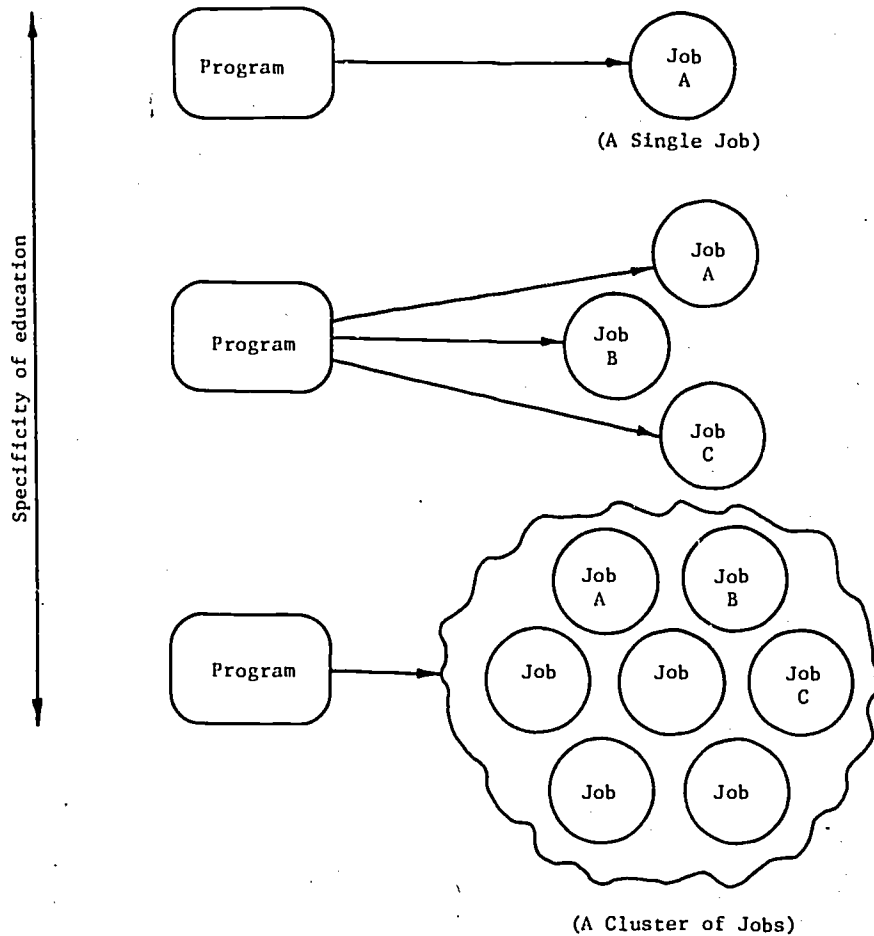 Program
Job
A
(A Single Job)
Specificity of education
Program
Job
A
Job
B
Job
C
Program
Job
A
Job
B
Job
Job
Job
C
Job
Job
(A Cluster of Jobs)